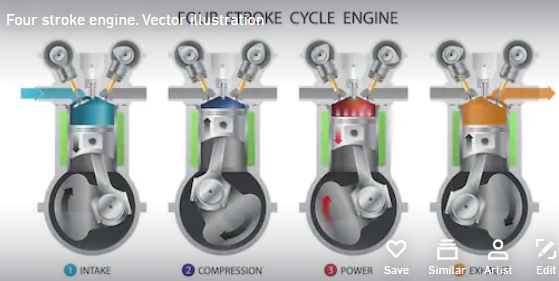 Four stroke engine. Vector illustration
FOUR STROKE CYCLE ENGINE
1 INTAKE
2 COMPRESSION
3 POWER
Save
Similar
Artist
Edit